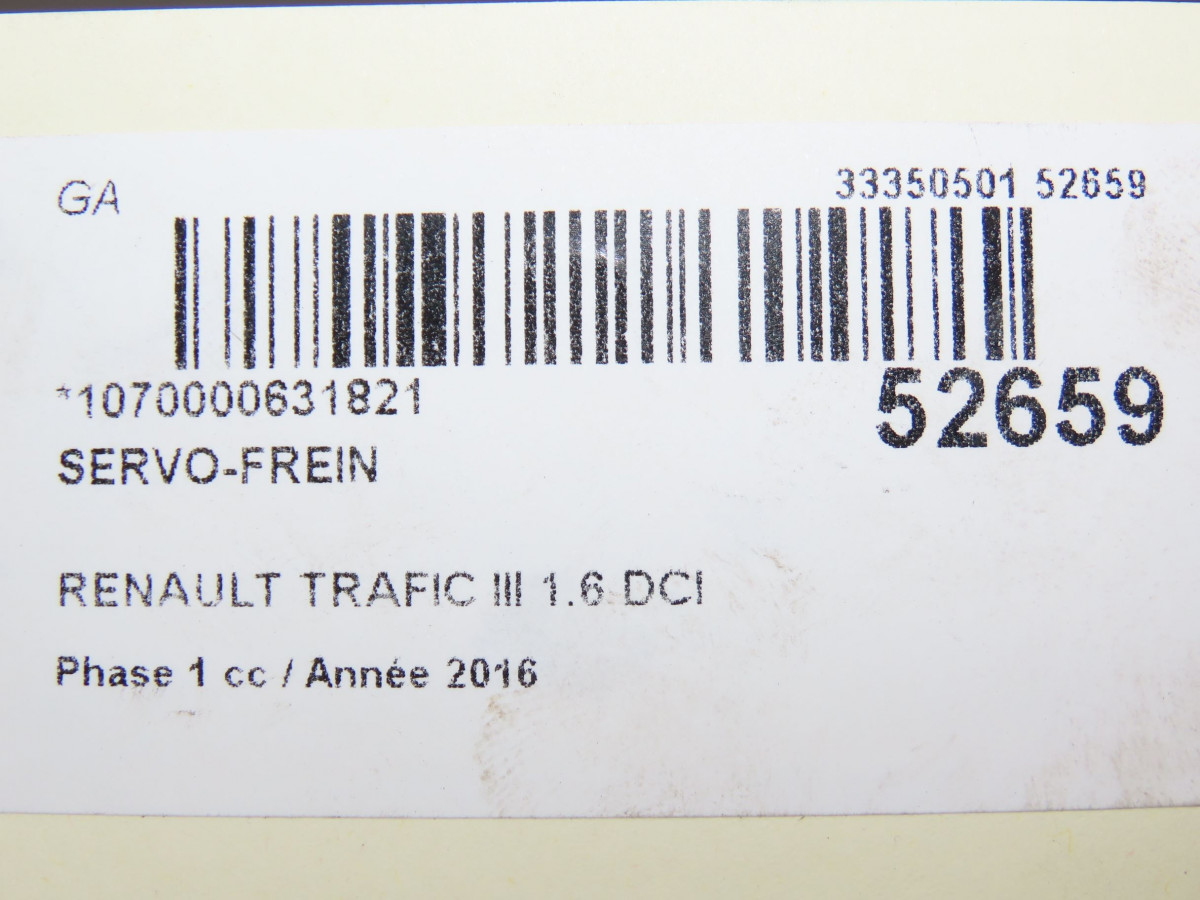 GA
33350501 52659
*1070000631821
52659
SERVO-FREIN
RENAULT TRAFIC III 1.6 DCI
Phase 1 cc / Année 2016